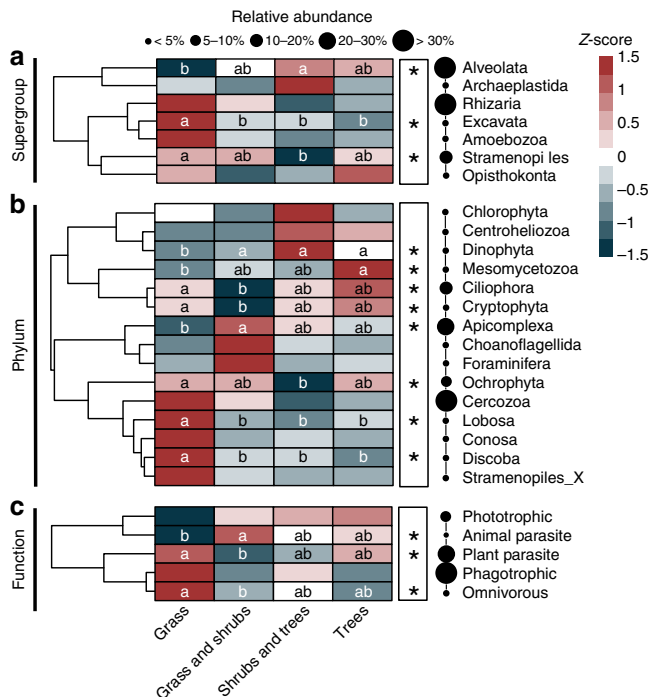 Relative abundance
< 5% 5–10% 10–20% 20–30% > 30%
a
Supergroup
b ab a ab * Alveolata
Archaeplastida
Rhizaria
a b b b * Excavata
Amoebozoa
a ab b ab * Stramenopi les
Opisthokonta
Z-score
1.5
1
0.5
0
−0.5
−1
−1.5
b
Phylum
Chlorophyta
Centroheliozoa
b a a a * Dinophyta
b ab ab a * Mesomycetozoa
a b ab ab * Ciliophora
a b ab ab * Cryptophyta
b a ab ab * Apicomplexa
Choanoflagellida
Foraminifera
a ab b ab * Ochrophyta
Cercozoa
a b b b * Lobosa
Conosa
a b b b * Discoba
Stramenopiles_X
c
Function
Phototrophic
b a ab ab * Animal parasite
a b ab ab * Plant parasite
Phagotrophic
a b ab ab * Omnivorous
Grass
Grass and shrubs
Shrubs and trees
Trees